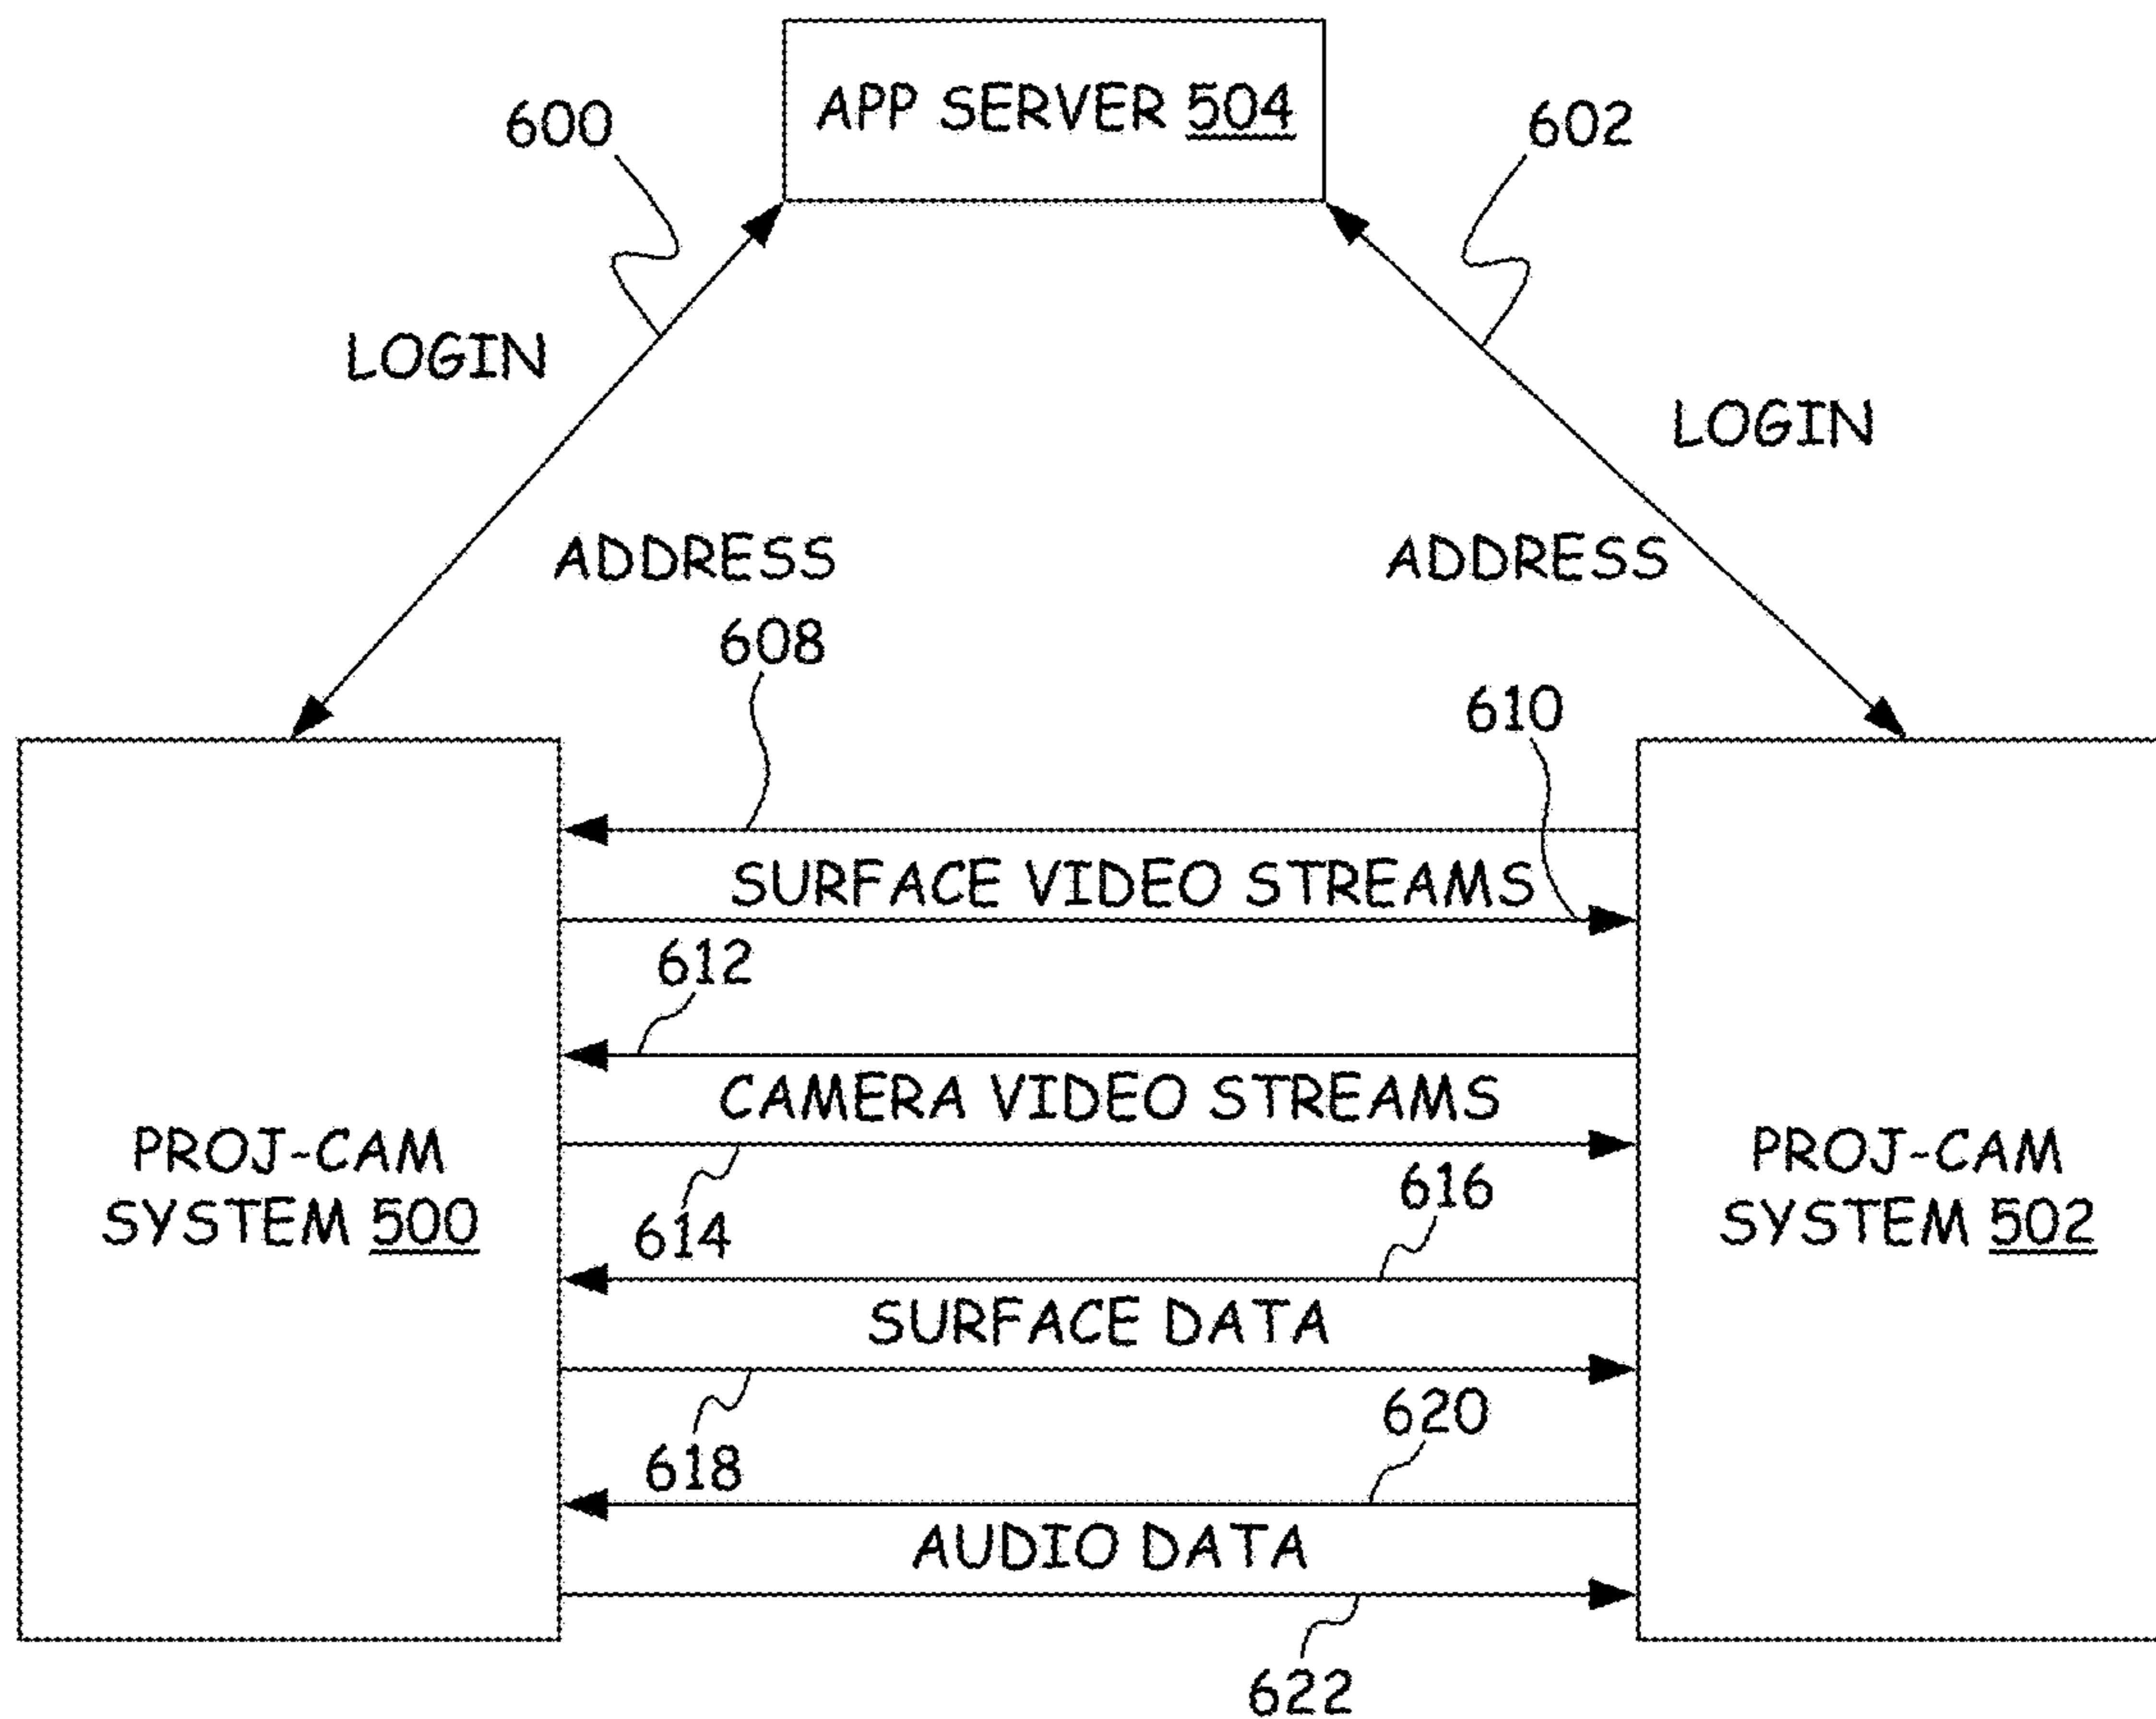 APP SERVER 504
600
602
LOGIN
LOGIN
ADDRESS
ADDRESS
608
610
SURFACE VIDEO STREAMS
612
CAMERA VIDEO STREAMS
PROJ-CAM
SYSTEM 500
PROJ-CAM
SYSTEM 502
614
616
SURFACE DATA
618
620
AUDIO DATA
622